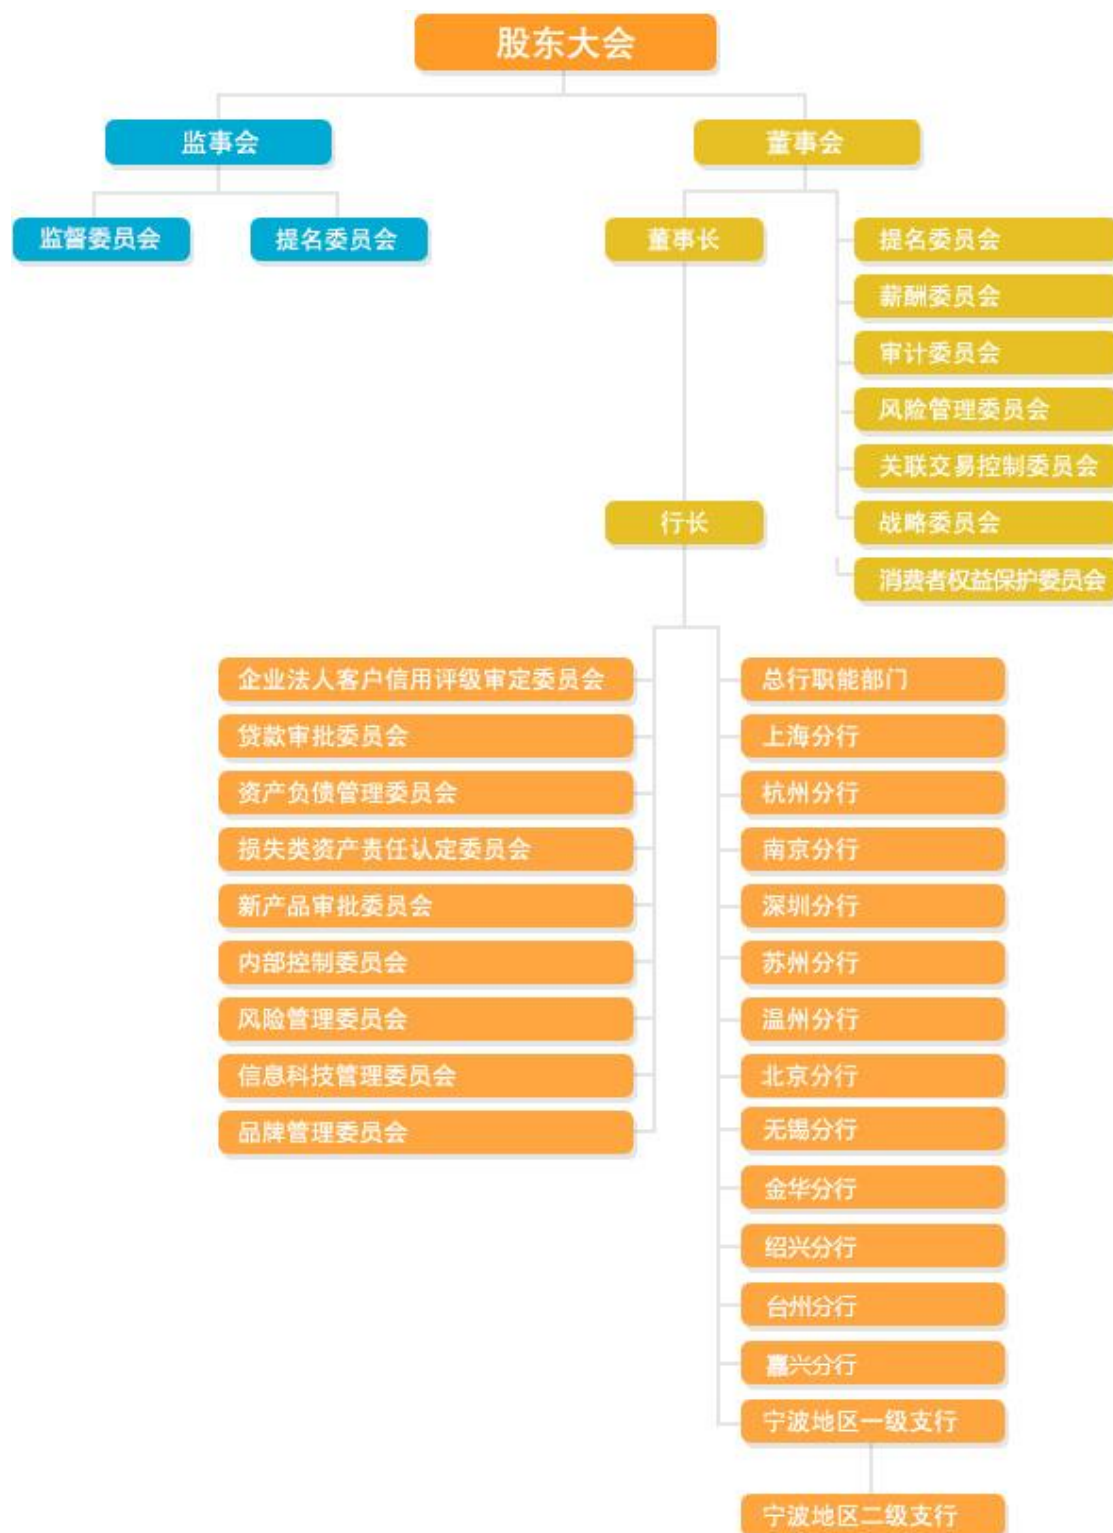 股东大会
监事会
董事会
监督委员会
提名委员会
董事长
提名委员会
薪酬委员会
审计委员会
风险管理委员会
关联交易控制委员会
行长
战略委员会
消费者权益保护委员会
企业法人客户信用评级审定委员会
总行职能部门
贷款审批委员会
上海分行
资产负债管理委员会
杭州分行
损失类资产责任认定委员会
南京分行
新产品审批委员会
深圳分行
内部控制委员会
苏州分行
风险管理委员会
温州分行
信息科技管理委员会
北京分行
品牌管理委员会
无锡分行
金华分行
绍兴分行
台州分行
嘉兴分行
宁波地区一级支行
宁波地区二级支行